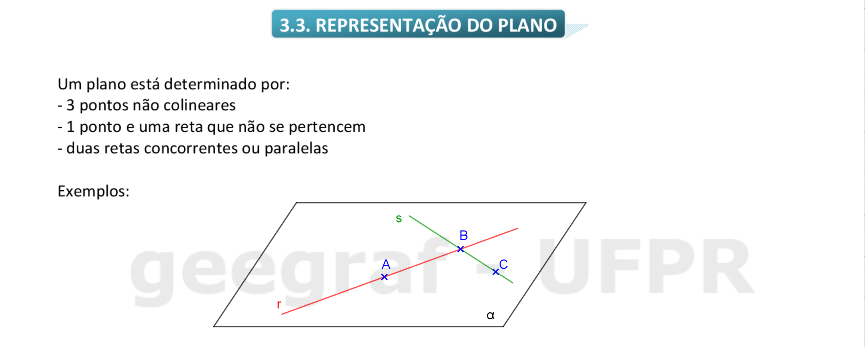 3.3. REPRESENTAÇÃO DO PLANO
Um plano está determinado por:
- 3 pontos não colineares
- 1 ponto e uma reta que não se pertencem
- duas retas concorrentes ou paralelas
Exemplos:
s
B
A
C
geegraf - UFPR
r
α